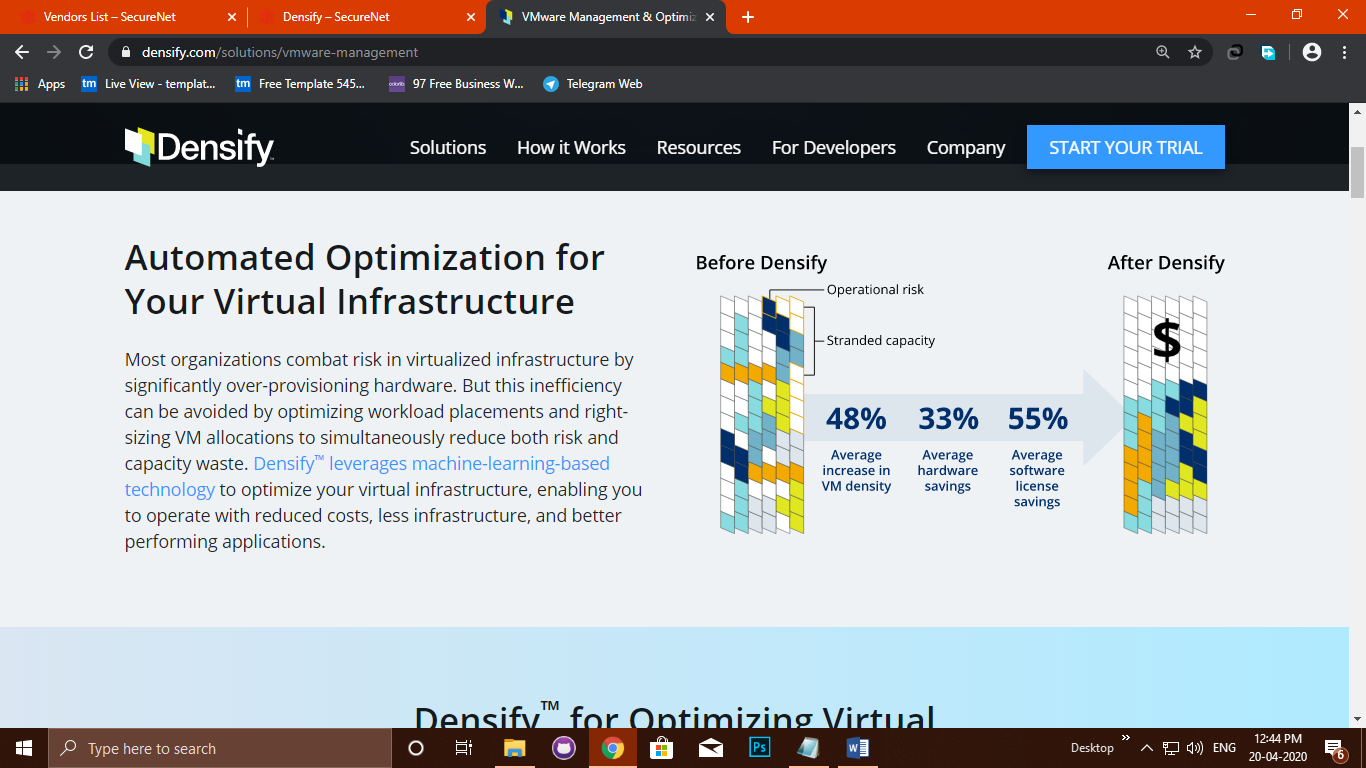 Vendors List – SecureNet
Densify – SecureNet
VMware Management & Optimiz
densify.com/solutions/vmware-management
Apps
tm
Live View - templat...
tm
Free Template 545...
colorlib
97 Free Business W...
Telegram Web
Densify
Solutions
How it Works
Resources
For Developers
Company
START YOUR TRIAL
Automated Optimization for
Your Virtual Infrastructure
Most organizations combat risk in virtualized infrastructure by
significantly over-provisioning hardware. But this inefficiency
can be avoided by optimizing workload placements and right-
sizing VM allocations to simultaneously reduce both risk and
capacity waste. Densify™ leverages machine-learning-based
technology to optimize your virtual infrastructure, enabling you
to operate with reduced costs, less infrastructure, and better
performing applications.
Before Densify
Operational risk
Stranded capacity
48%
Average
increase in
VM density
33%
Average
hardware
savings
55%
Average
software
license
savings
After Densify
$
Densify™ for Optimizing Virtual
Type here to search
Ps
W
Desktop
ENG
12:44 PM
20-04-2020
6